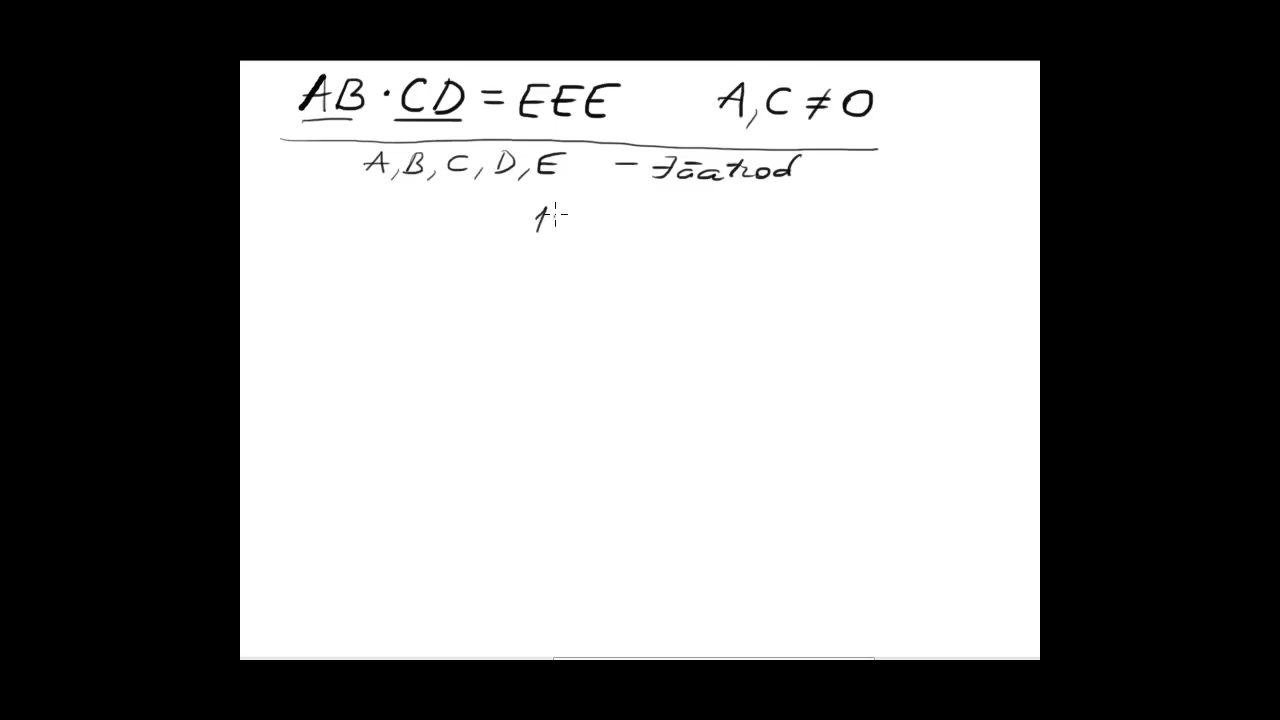 AB · CD = EEE A, C ≠ 0
A, B, C, D, E –